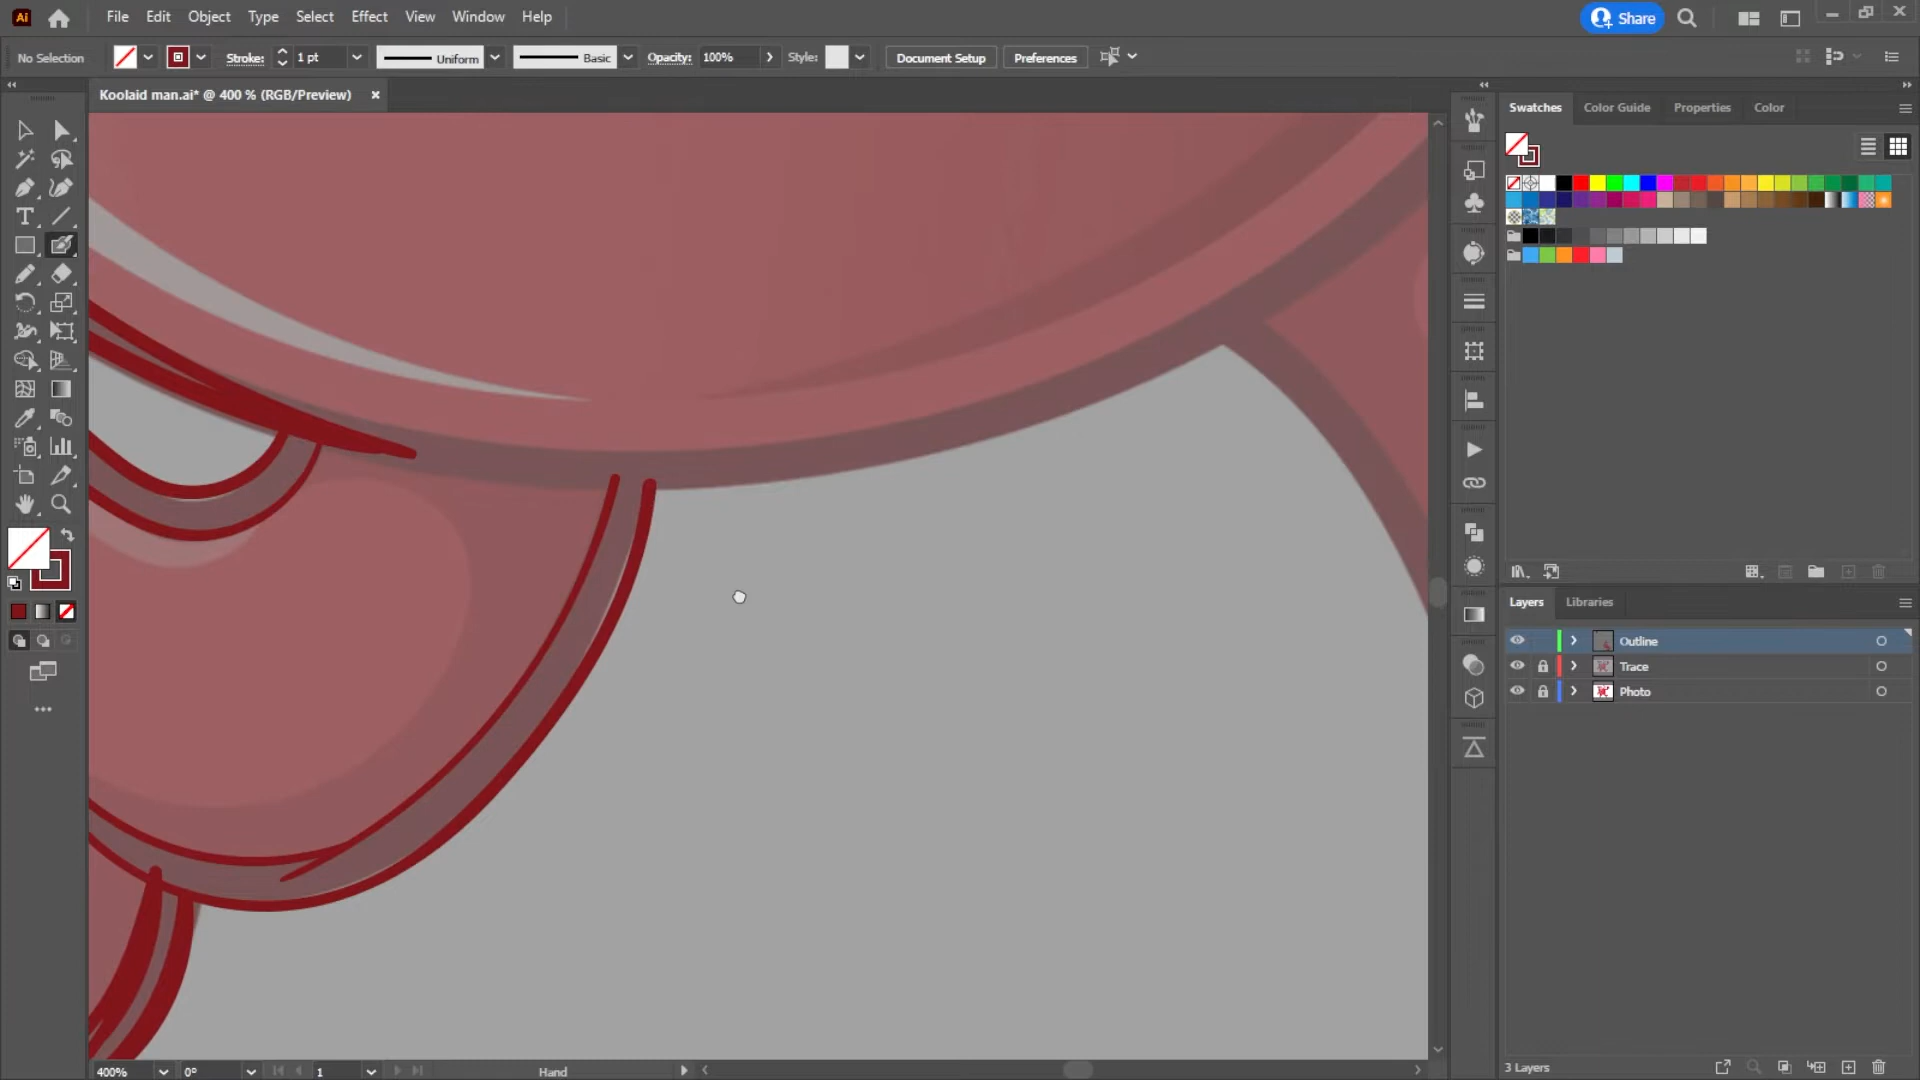 Ai File Edit Object Type Select Effect View Window Help Share
No Selection Stroke: 1 pt Uniform Basic Opacity: 100% Style: Document Setup Preferences
Koolaid man.ai* @ 400 % (RGB/Preview)
Swatches Color Guide Properties Color
Layers Libraries
Outline
Trace
Photo
3 Layers
400% 0° 1 Hand